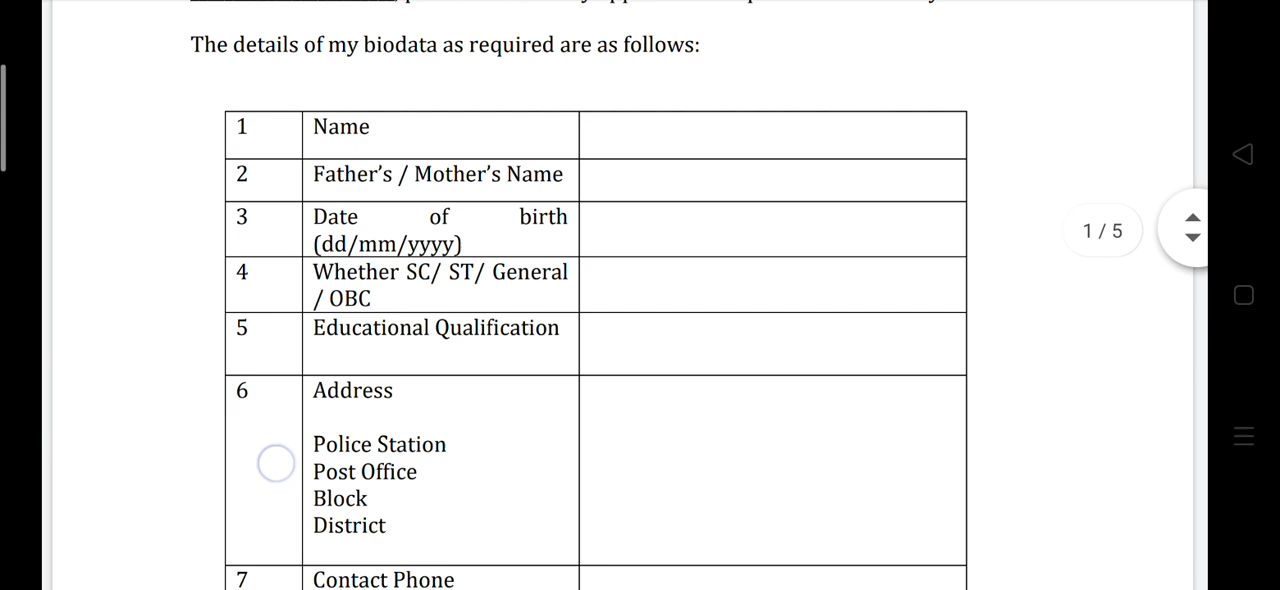 The details of my biodata as required are as follows:
1 Name
2 Father’s / Mother’s Name
3 Date of birth
(dd/mm/yyyy)
4 Whether SC/ ST/ General
/ OBC
5 Educational Qualification
6 Address
Police Station
Post Office
Block
District
7 Contact Phone
1 / 5